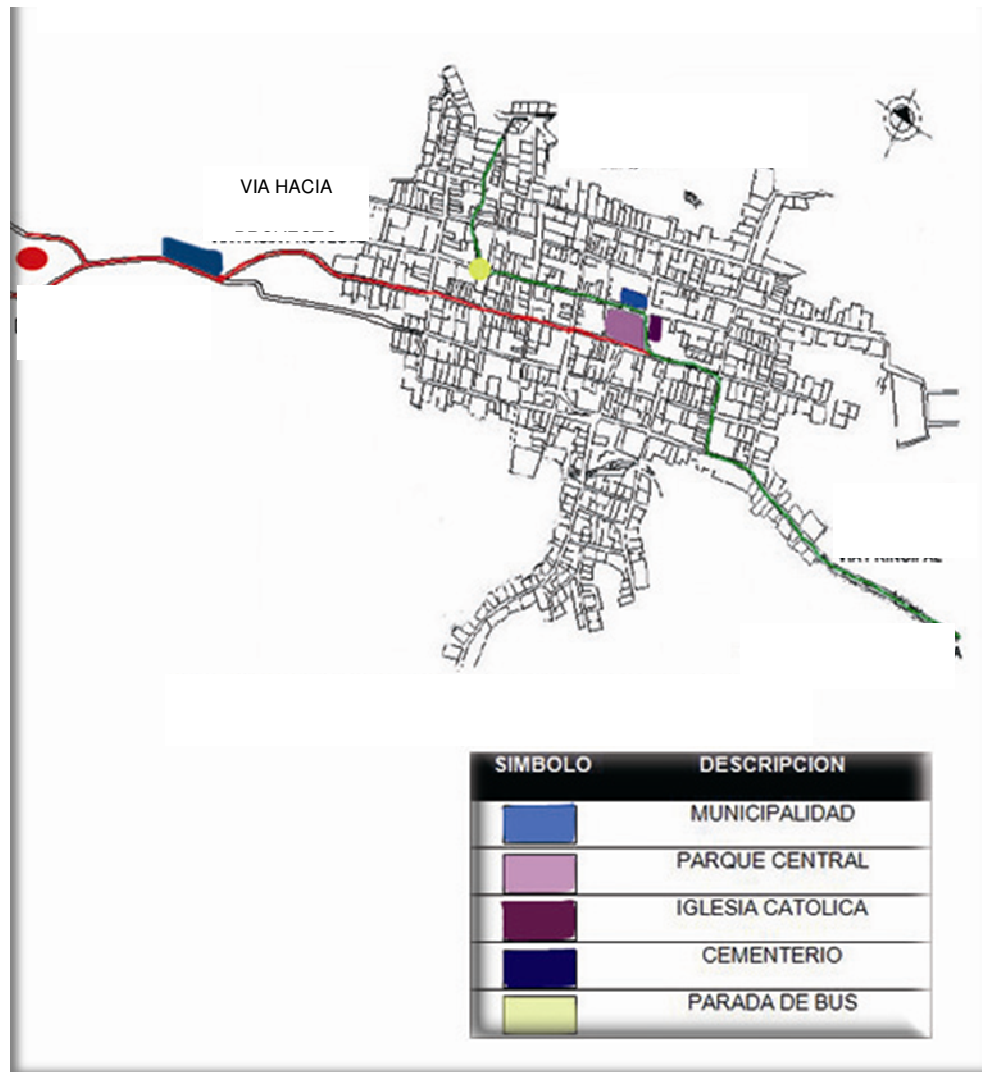 VIA HACIA
SIMBOLO DESCRIPCION
MUNICIPALIDAD
PARQUE CENTRAL
IGLESIA CATOLICA
CEMENTERIO
PARADA DE BUS